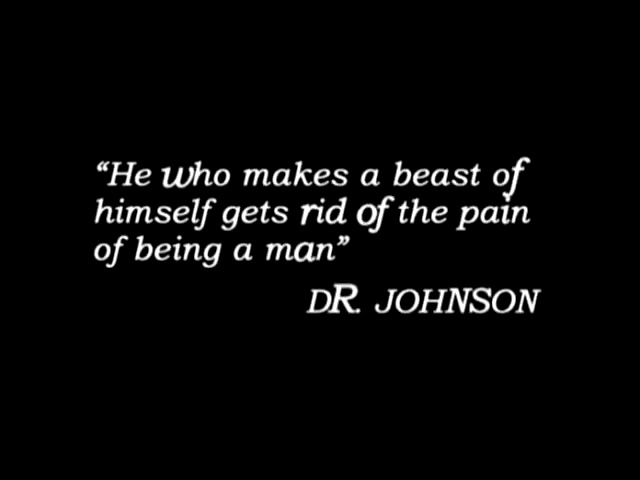 “He who makes a beast of
himself gets rid of the pain
of being a man”
DR. JOHNSON